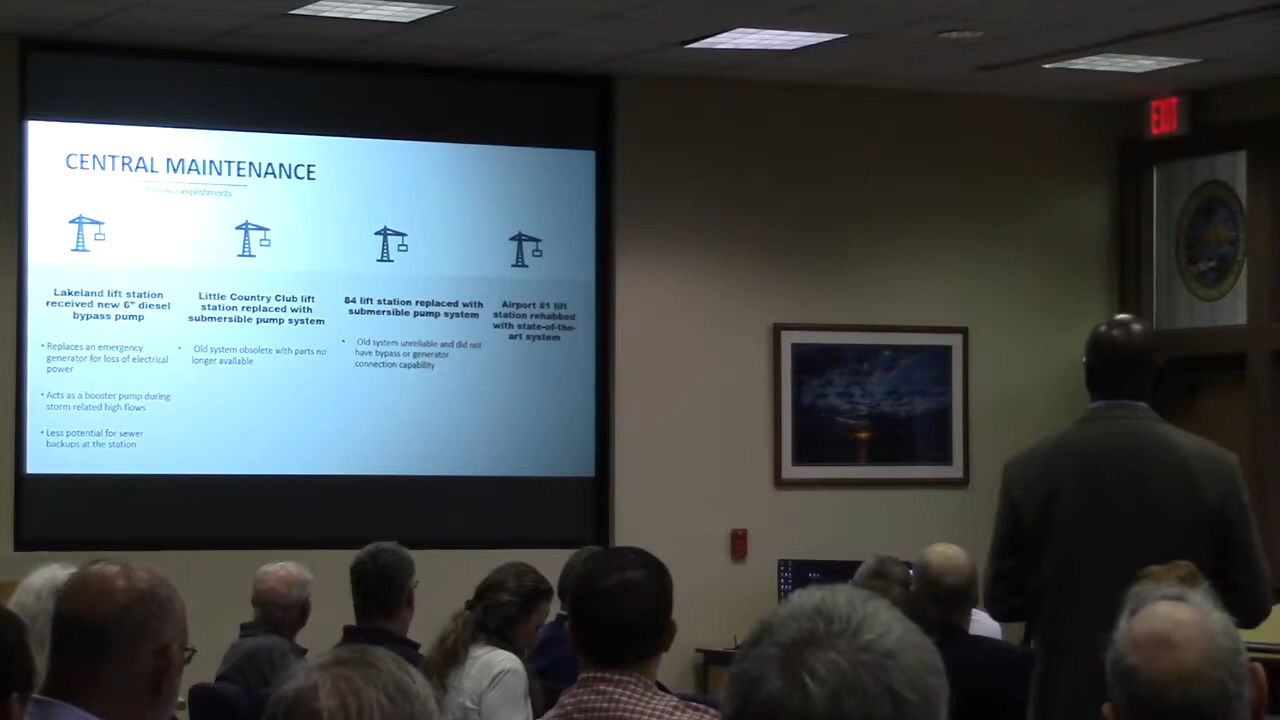 CENTRAL MAINTENANCE
Accomplishments
Lakeland lift station
received new 6" diesel
bypass pump
• Replaces an emergency
generator for loss of electrical
power
• Acts as a booster pump during
storm related high flows
• Less potential for sewer
backups at the station
Little Country Club lift
station replaced with
submersible pump system
• Old system obsolete with parts no
longer available
84 lift station replaced with
submersible pump system
• Old system unreliable and did not
have bypass or generator
connection capability
Airport #1 lift
station rehabbed
with state-of-the-
art system
EXIT